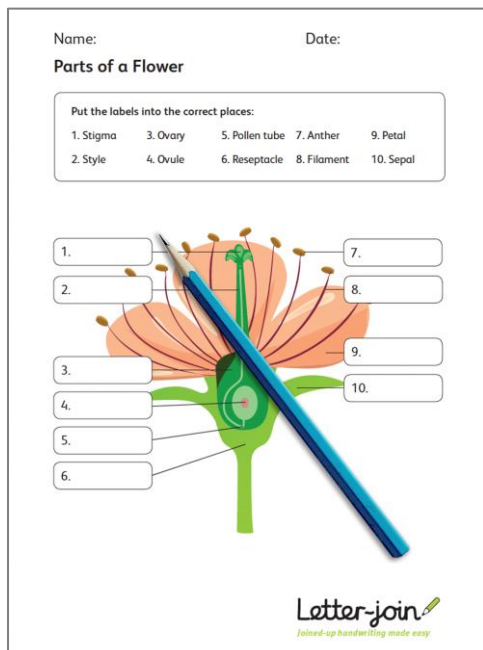 Name: Date:
Parts of a Flower
Put the labels into the correct places:
1. Stigma 3. Ovary 5. Pollen tube 7. Anther 9. Petal
2. Style 4. Ovule 6. Reseptacle 8. Filament 10. Sepal
1. 7.
2. 8.
3. 9.
4. 10.
5.
6.
Letter-join
Joined-up handwriting made easy